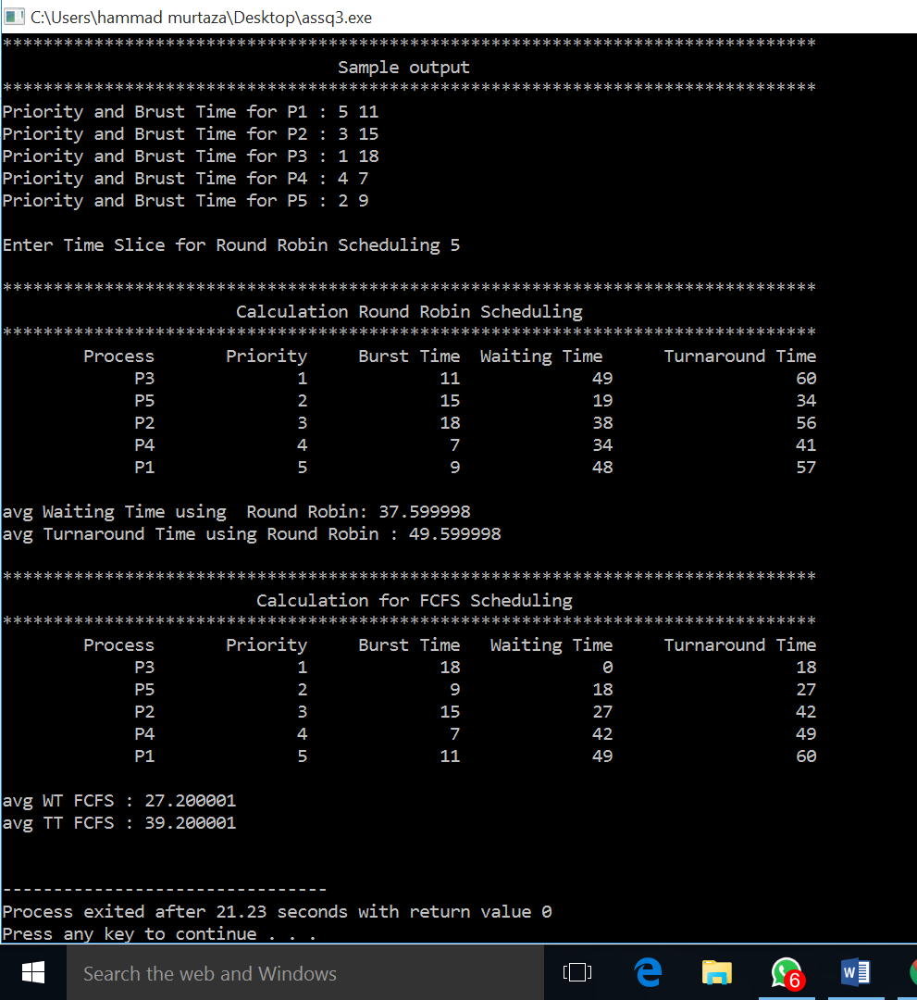 C:\Users\hammad murtaza\Desktop\assq3.exe
********************************************************************************
Sample output
********************************************************************************
Priority and Brust Time for P1 : 5 11
Priority and Brust Time for P2 : 3 15
Priority and Brust Time for P3 : 1 18
Priority and Brust Time for P4 : 4 7
Priority and Brust Time for P5 : 2 9
Enter Time Slice for Round Robin Scheduling 5
********************************************************************************
Calculation Round Robin Scheduling
********************************************************************************
Process Priority Burst Time Waiting Time Turnaround Time
P3 1 11 49 60
P5 2 15 19 34
P2 3 18 38 56
P4 4 7 34 41
P1 5 9 48 57
avg Waiting Time using  Round Robin: 37.599998
avg Turnaround Time using Round Robin : 49.599998
********************************************************************************
Calculation for FCFS Scheduling
********************************************************************************
Process Priority Burst Time Waiting Time Turnaround Time
P3 1 18 0 18
P5 2 9 18 27
P2 3 15 27 42
P4 4 7 42 49
P1 5 11 49 60
avg WT FCFS : 27.200001
avg TT FCFS : 39.200001
--------------------------------
Process exited after 21.23 seconds with return value 0
Press any key to continue . . .
Search the web and Windows
6
W